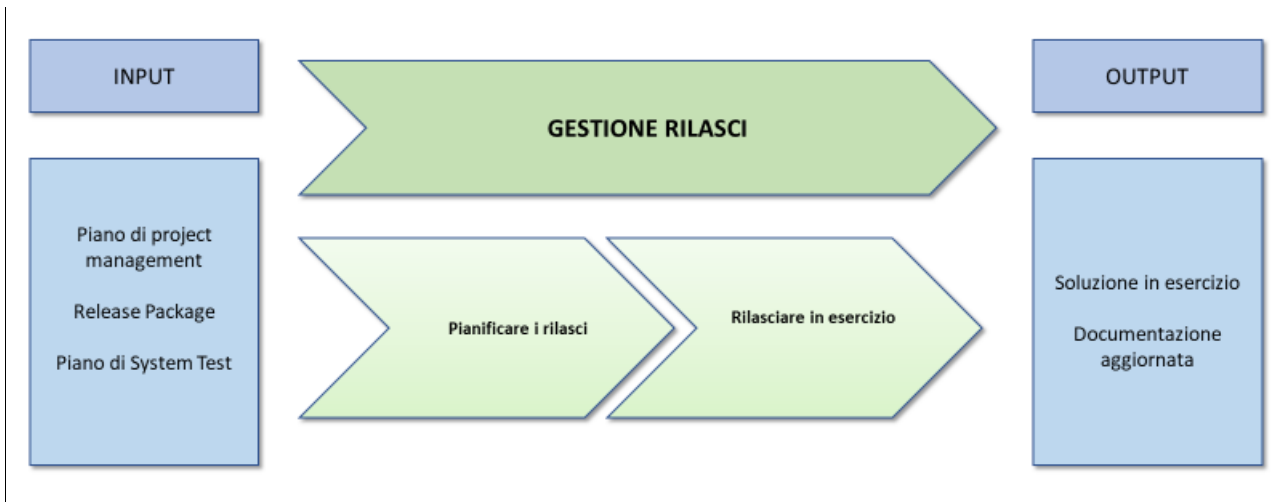 INPUT
GESTIONE RILASCI
OUTPUT
Piano di project
management
Release Package
Piano di System Test
Pianificare i rilasci
Rilasciare in esercizio
Soluzione in esercizio
Documentazione
aggiornata